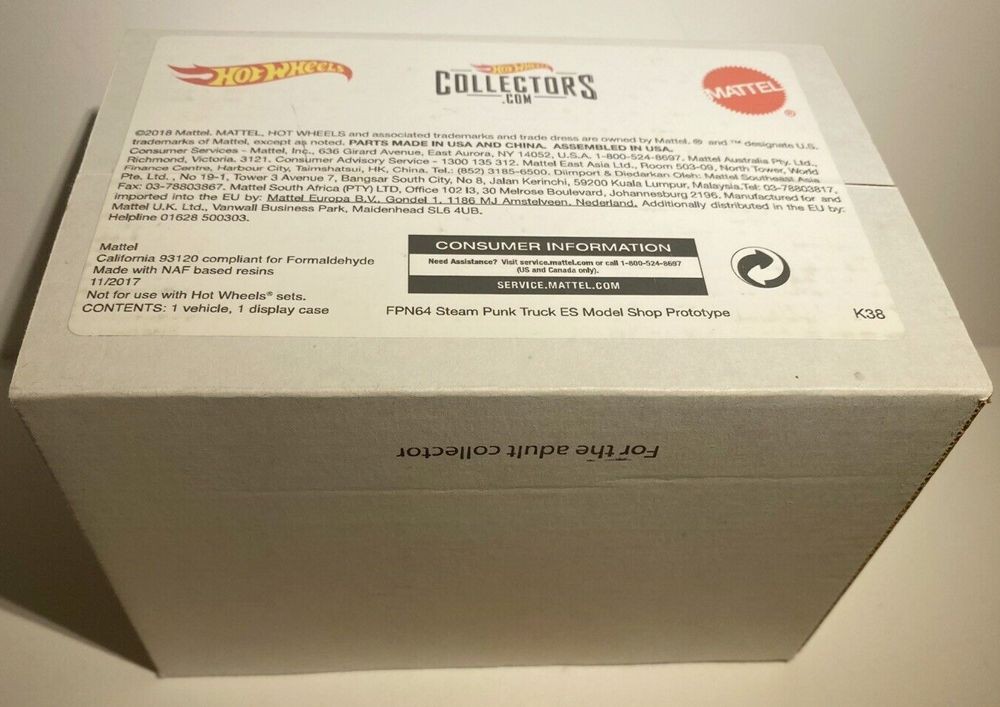 HOT WHEELS
HOT WHEELS
COLLECTORS
.COM
MATTEL
®
©2018 Mattel. MATTEL, HOT WHEELS and associated trademarks and trade dress are owned by Mattel. ® and ™ designate U.S.
trademarks of Mattel, except as noted. PARTS MADE IN USA AND CHINA. ASSEMBLED IN USA.
Consumer Services - Mattel, Inc., 636 Girard Avenue, East Aurora, NY 14052, U.S.A. 1-800-524-8697. Mattel Australia Pty. Ltd.,
Richmond, Victoria. 3121. Consumer Advisory Service - 1300 135 312. Mattel East Asia Ltd., Room 503-09, North Tower, World
Finance Centre, Harbour City, Tsimshatsui, HK, China. Tel.: (852) 3185-6500. Diimport & Diedarkan Oleh: Mattel Southeast Asia
Pte. Ltd., No 19-1, Tower 3 Avenue 7, Bangsar South City, No 8, Jalan Kerinchi, 59200 Kuala Lumpur, Malaysia.Tel: 03-78803817,
Fax: 03-78803867. Mattel South Africa (PTY) LTD, Office 102 I3, 30 Melrose Boulevard, Johannesburg 2196. Manufactured for and
imported into the EU by: Mattel Europa B.V., Gondel 1, 1186 MJ Amstelveen, Nederland. Additionally distributed in the EU by:
Mattel U.K. Ltd., Vanwall Business Park, Maidenhead SL6 4UB.
Helpline 01628 500303.
Mattel
California 93120 compliant for Formaldehyde
Made with NAF based resins
11/2017
Not for use with Hot Wheels® sets.
CONTENTS: 1 vehicle, 1 display case
CONSUMER INFORMATION
Need Assistance? Visit service.mattel.com or call 1-800-524-8697
(US and Canada only).
SERVICE.MATTEL.COM
FPN64 Steam Punk Truck ES Model Shop Prototype
K38
For the adult collector